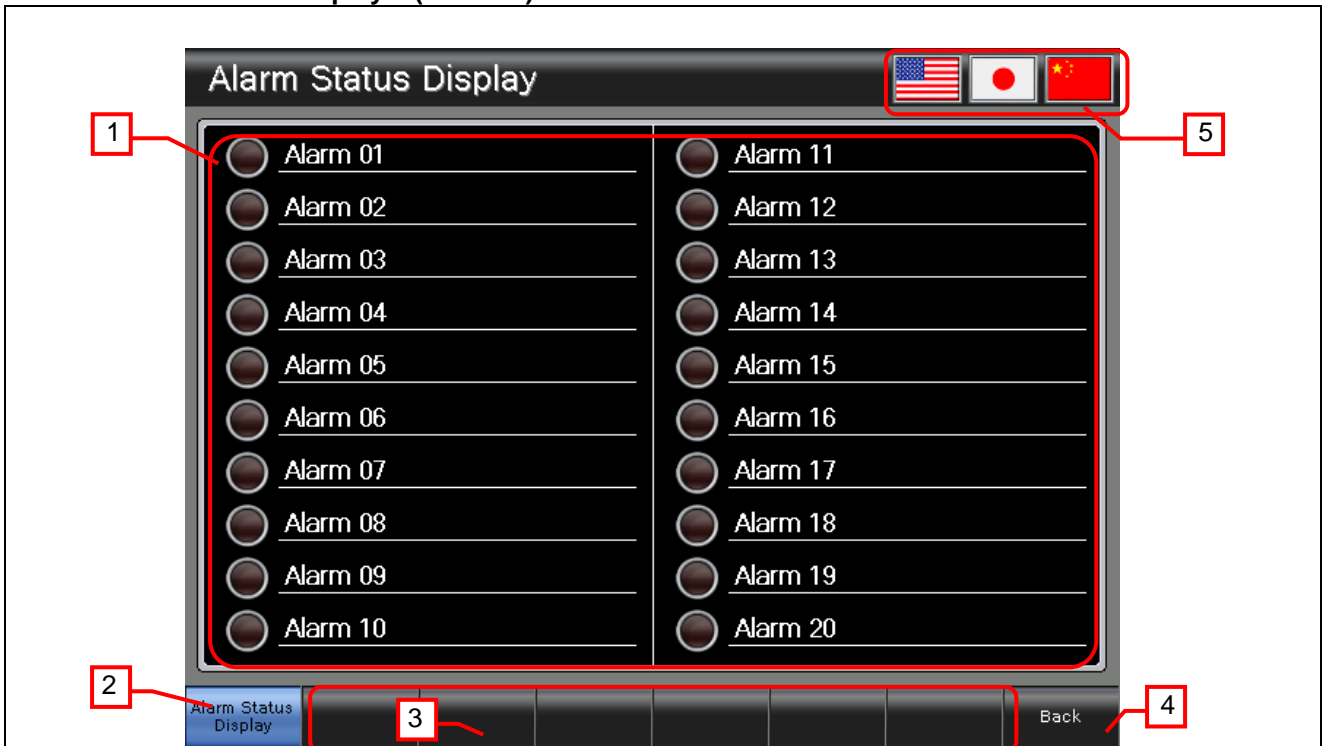 Alarm Status Display
1
5
Alarm 01
Alarm 11
Alarm 02
Alarm 12
Alarm 03
Alarm 13
Alarm 04
Alarm 14
Alarm 05
Alarm 15
Alarm 06
Alarm 16
Alarm 07
Alarm 17
Alarm 08
Alarm 18
Alarm 09
Alarm 19
Alarm 10
Alarm 20
2
Alarm Status
Display
3
Back
4